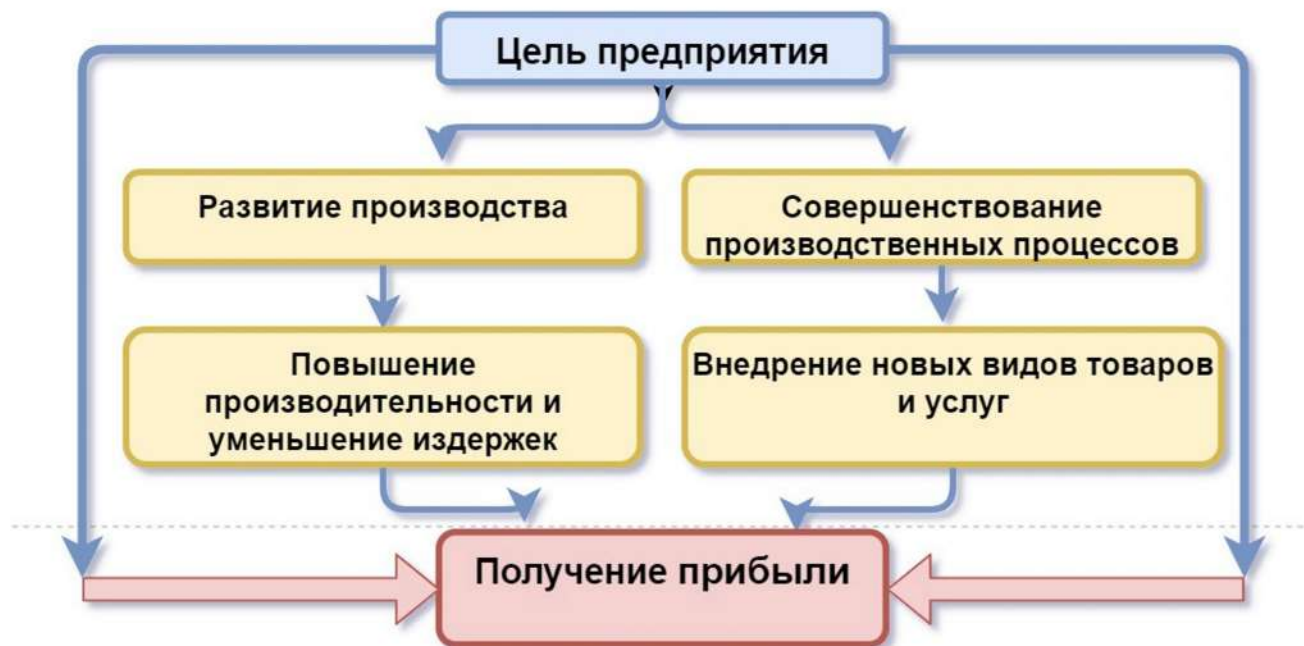 Цель предприятия
Развитие производства
Совершенствование
производственных процессов
Повышение
производительности и
уменьшение издержек
Внедрение новых видов товаров
и услуг
Получение прибыли